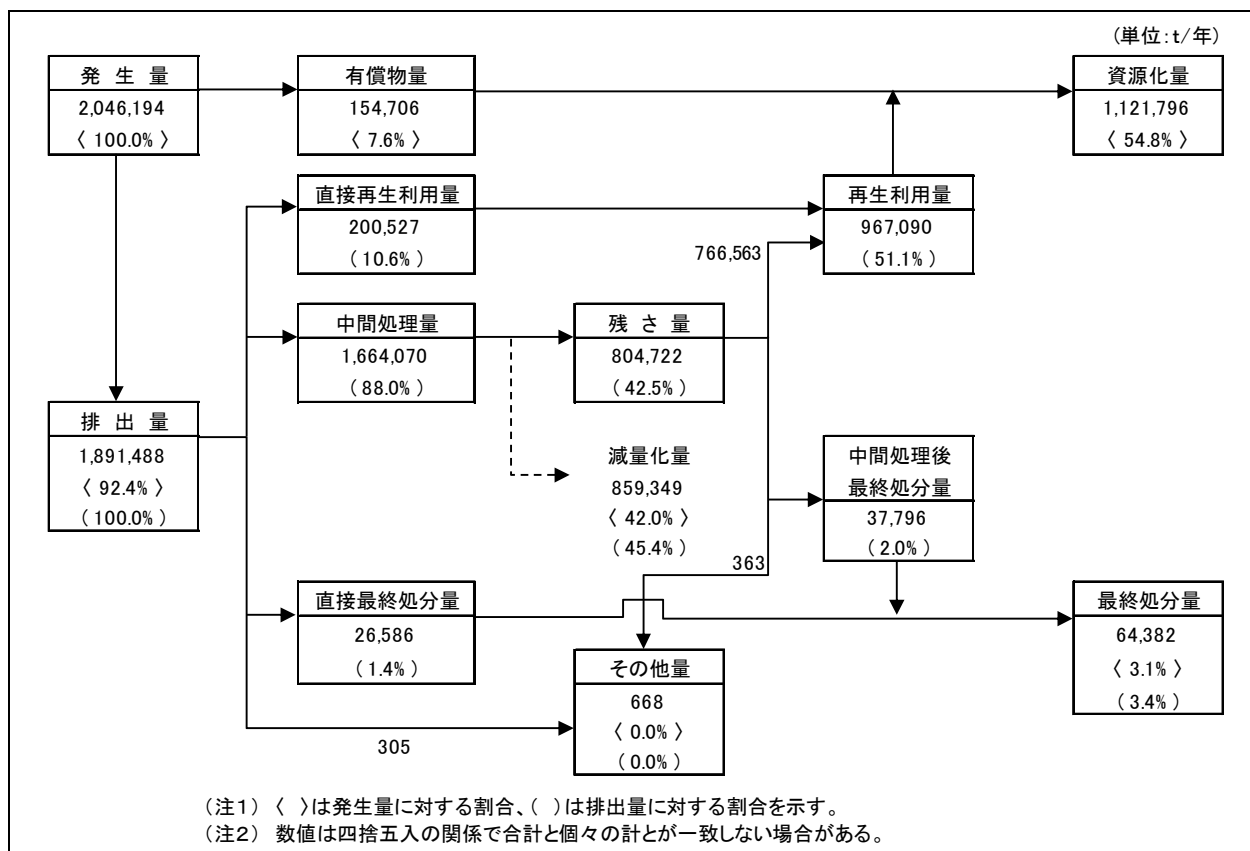 (単位:t/年)
発 生 量
2,046,194
〈 100.0% 〉
有償物量
154,706
〈 7.6% 〉
資源化量
1,121,796
〈 54.8% 〉
直接再生利用量
200,527
( 10.6% )
再生利用量
967,090
( 51.1% )
766,563
中間処理量
1,664,070
( 88.0% )
残 さ 量
804,722
( 42.5% )
排 出 量
1,891,488
〈 92.4% 〉
( 100.0% )
減量化量
859,349
〈 42.0% 〉
( 45.4% )
中間処理後
最終処分量
37,796
( 2.0% )
363
直接最終処分量
26,586
( 1.4% )
最終処分量
64,382
〈 3.1% 〉
( 3.4% )
その他量
668
〈 0.0% 〉
( 0.0% )
305
(注1) 〈 〉は発生量に対する割合、( )は排出量に対する割合を示す。
(注2) 数値は四捨五入の関係で合計と個々の計とが一致しない場合がある。